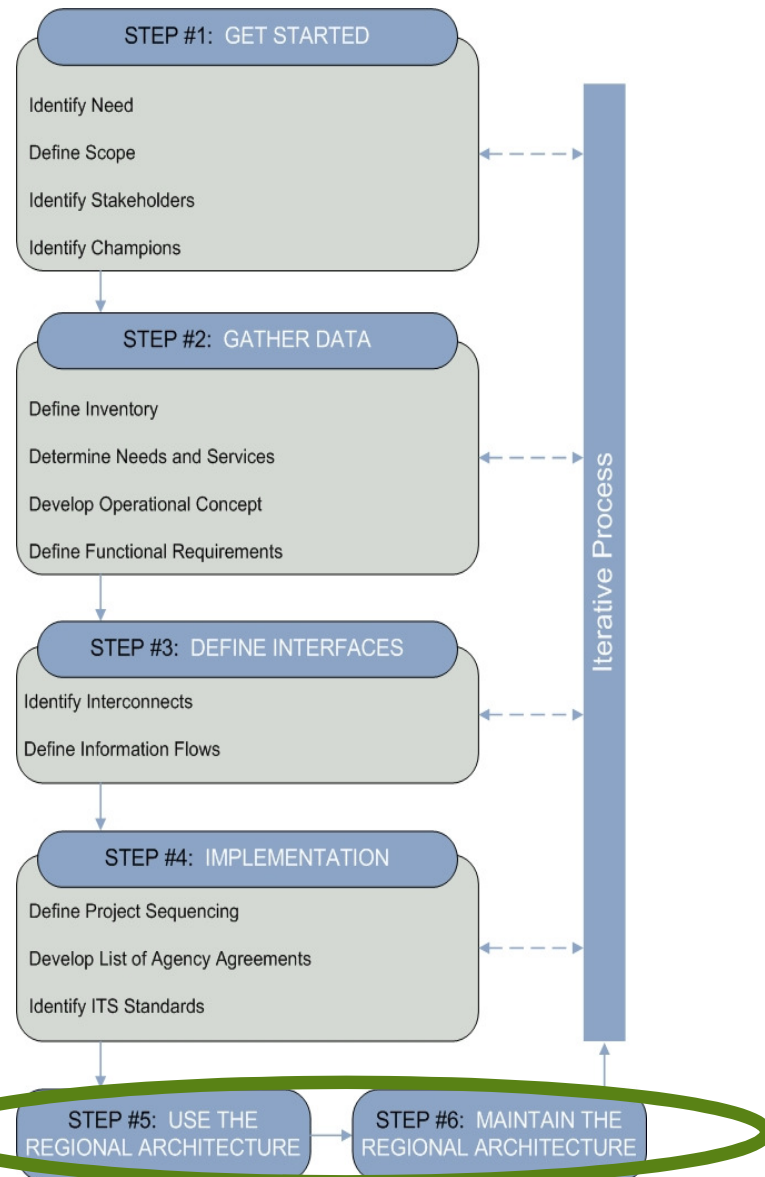 STEP #1: GET STARTED
Identify Need
Define Scope
Identify Stakeholders
Identify Champions
STEP #2: GATHER DATA
Define Inventory
Determine Needs and Services
Develop Operational Concept
Define Functional Requirements
STEP #3: DEFINE INTERFACES
Identify Interconnects
Define Information Flows
STEP #4: IMPLEMENTATION
Define Project Sequencing
Develop List of Agency Agreements
Identify ITS Standards
STEP #5: USE THE
REGIONAL ARCHITECTURE
STEP #6: MAINTAIN THE
REGIONAL ARCHITECTURE
Iterative Process